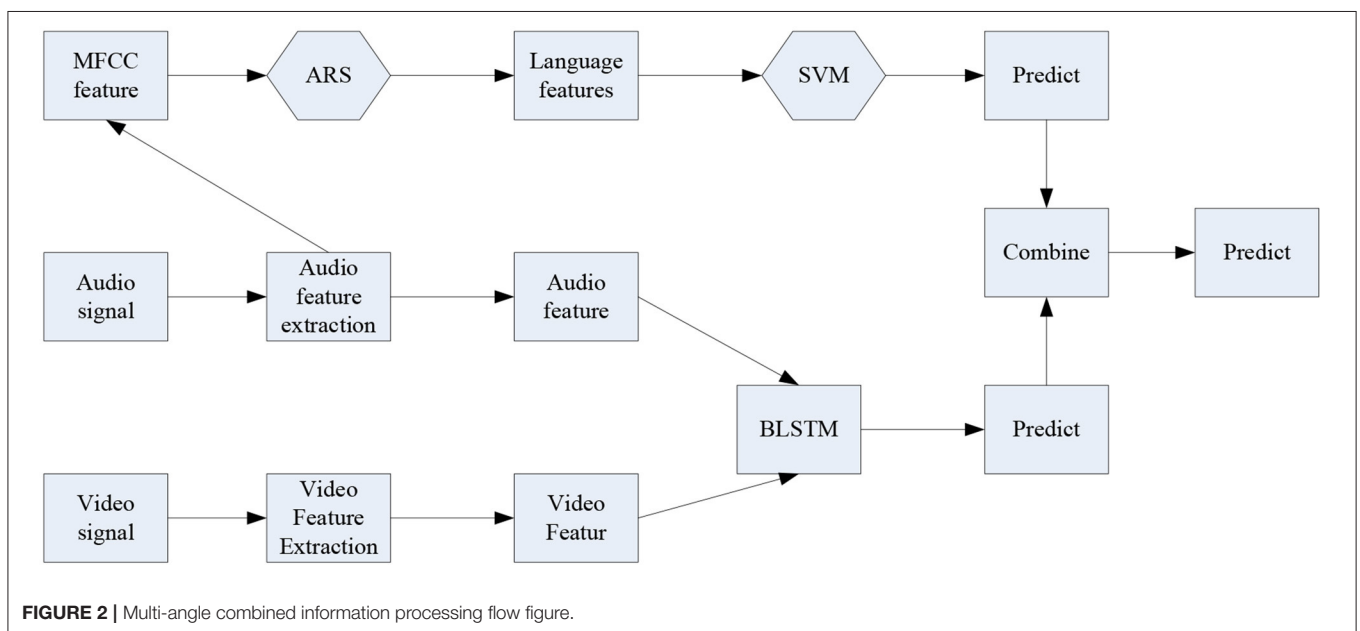 MFCC
feature
ARS
Language
features
SVM
Predict
Combine
Predict
Audio
signal
Audio
feature
extraction
Audio
feature
BLSTM
Predict
Video
signal
Video
Feature
Extraction
Video
Featur
FIGURE 2 | Multi-angle combined information processing flow figure.